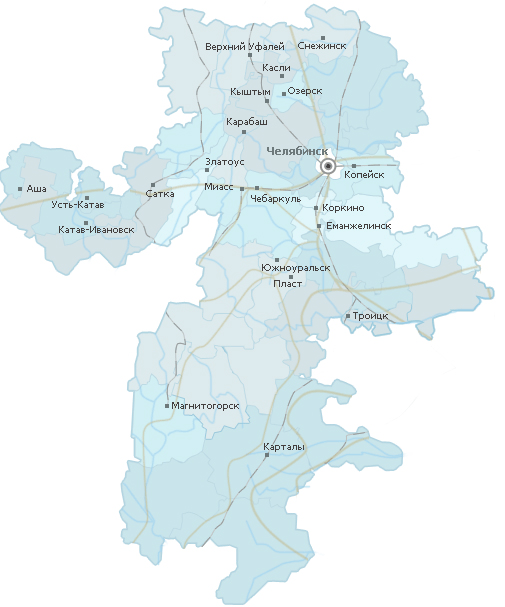 Верхний Уфалей
Снежинск
Касли
Кыштым
Озерск
Карабаш
Челябинск
Златоус
Копейск
Аша
Сатка
Миасс
Чебаркуль
Усть-Катав
Коркино
Катав-Ивановск
Еманжелинск
Южноуральск
Пласт
Троицк
Магнитогорск
Карталы